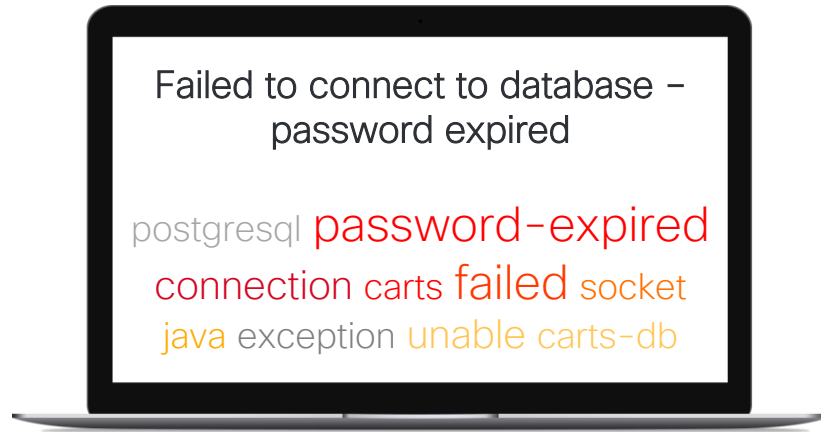 Failed to connect to database –
password expired
postgresql password-expired
connection carts failed socket
java exception unable carts-db